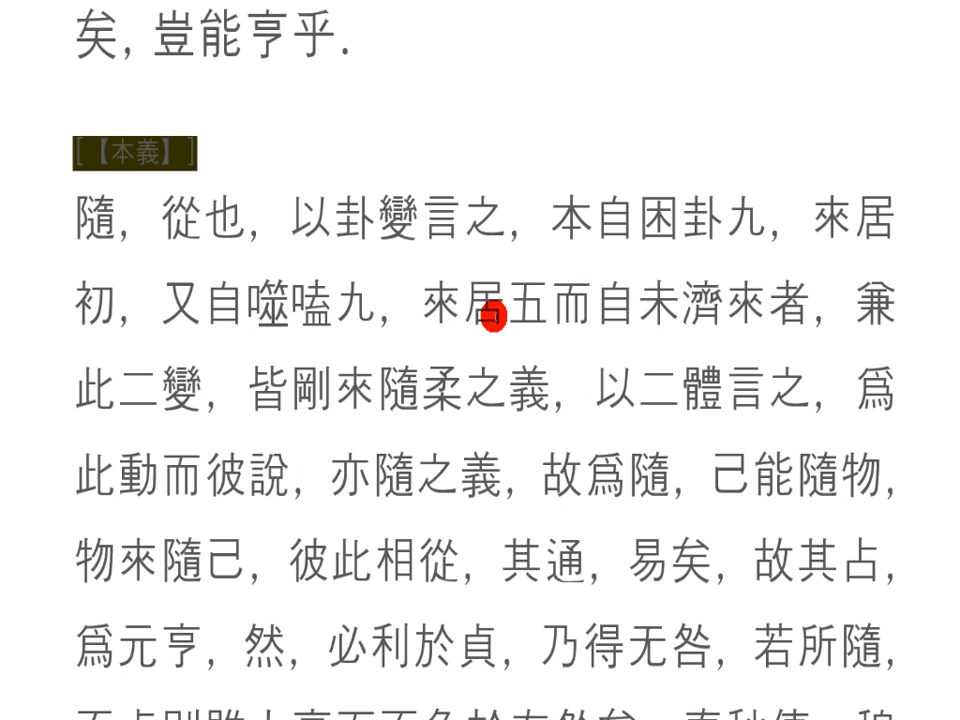 矣, 豈能亨乎.
[【本義】]
隨, 從也, 以卦變言之, 本自困卦九, 來居
初, 又自噬嗑九, 來居五而自未濟來者, 兼
此二變, 皆剛來隨柔之義, 以二體言之, 爲
此動而彼說, 亦隨之義, 故爲隨, 己能隨物,
物來隨己, 彼此相從, 其通, 易矣, 故其占,
爲元亨, 然, 必利於貞, 乃得无咎, 若所隨,